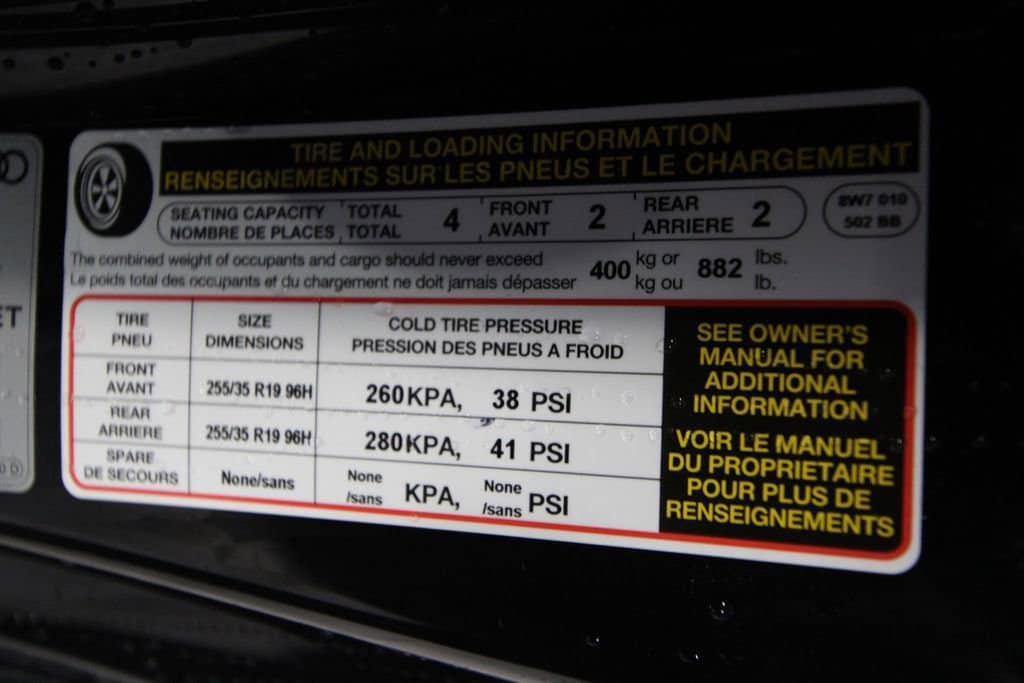 TIRE AND LOADING INFORMATION
RENSEIGNEMENTS SUR LES PNEUS ET LE CHARGEMENT
SEATING CAPACITY TOTAL 4 FRONT 2 REAR 2
NOMBRE DE PLACES TOTAL AVANT ARRIERE
8W7 010
502 BB
The combined weight of occupants and cargo should never exceed 400 kg or 882 lbs.
Le poids total des occupants et du chargement ne doit jamais dépasser kg ou lb.
TIRE SIZE COLD TIRE PRESSURE
PNEU DIMENSIONS PRESSION DES PNEUS A FROID
FRONT
AVANT 255/35 R19 96H 260KPA, 38 PSI
REAR
ARRIERE 255/35 R19 96H 280KPA, 41 PSI
SPARE
DE SECOURS None/sans None /sans KPA, None /sans PSI
SEE OWNER'S
MANUAL FOR
ADDITIONAL
INFORMATION
VOIR LE MANUEL
DU PROPRIETAIRE
POUR PLUS DE
RENSEIGNEMENTS